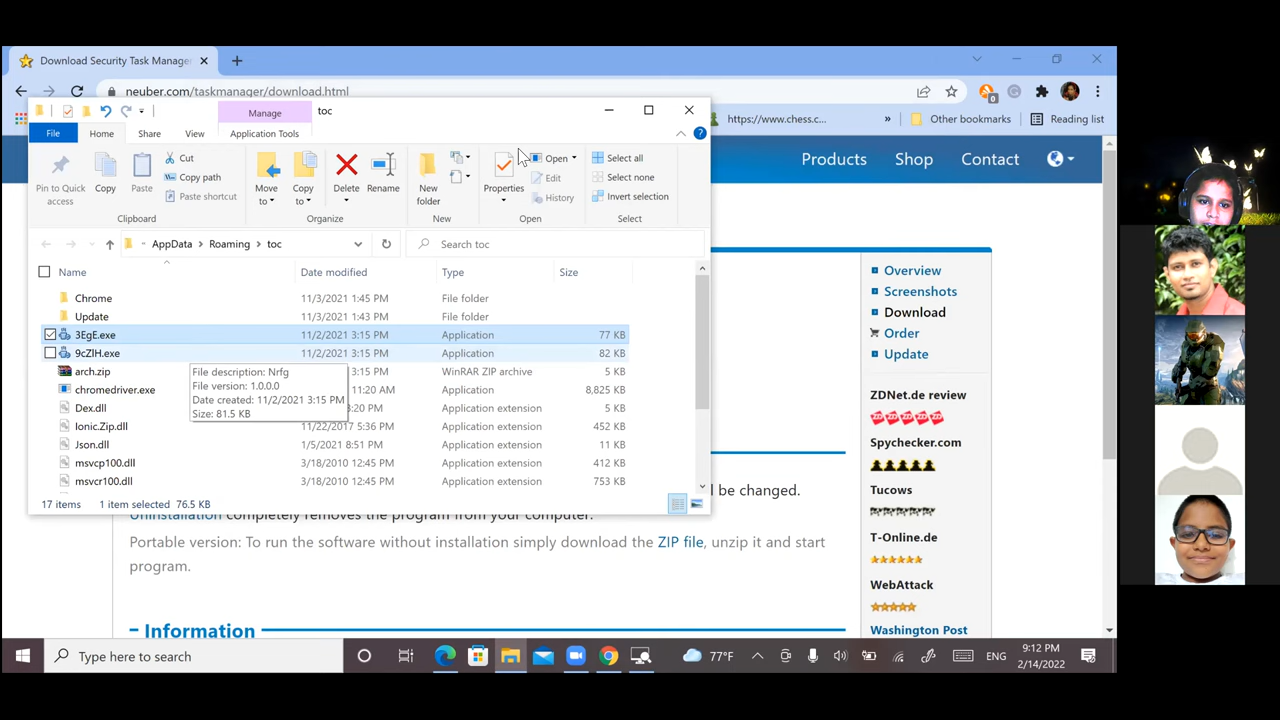 Download Security Task Manage
neuber.com/taskmanager/download.html
0
Manage
toc
https://www.chess.c...
»
Other bookmarks
Reading list
File
Home
Share
View
Application Tools
Products
Shop
Contact
Pin to Quick access
Copy
Paste
Cut
Copy path
Paste shortcut
Move to
Copy to
Delete
Rename
New folder
Properties
Open
Edit
History
Select all
Select none
Invert selection
Clipboard
Organize
New
Open
Select
AppData
Roaming
toc
Search toc
Name
Date modified
Type
Size
Chrome 11/3/2021 1:45 PM File folder
Update 11/3/2021 1:43 PM File folder
3EgE.exe 11/2/2021 3:15 PM Application 77 KB
9cZIH.exe 11/2/2021 3:15 PM Application 82 KB
arch.zip 3:15 PM WinRAR ZIP archive 5 KB
chromedriver.exe 11:20 AM Application 8,825 KB
Dex.dll 3:20 PM Application extension 5 KB
Ionic.Zip.dll 11/22/2017 5:36 PM Application extension 452 KB
Json.dll 1/5/2021 8:51 PM Application extension 11 KB
msvcp100.dll 3/18/2010 12:45 PM Application extension 412 KB
msvcr100.dll 3/18/2010 12:45 PM Application extension 753 KB
File description: Nrfg
File version: 1.0.0.0
Date created: 11/2/2021 3:15 PM
Size: 81.5 KB
17 items
1 item selected 76.5 KB
Overview
Screenshots
Download
Order
Update
ZDNet.de review
Spychecker.com
Tucows
T-Online.de
WebAttack
Washington Post
be changed.
Uninstallation completely removes the program from your computer.
Portable version: To run the software without installation simply download the ZIP file, unzip it and start
program.
Information
Type here to search
77°F
ENG
9:12 PM
2/14/2022